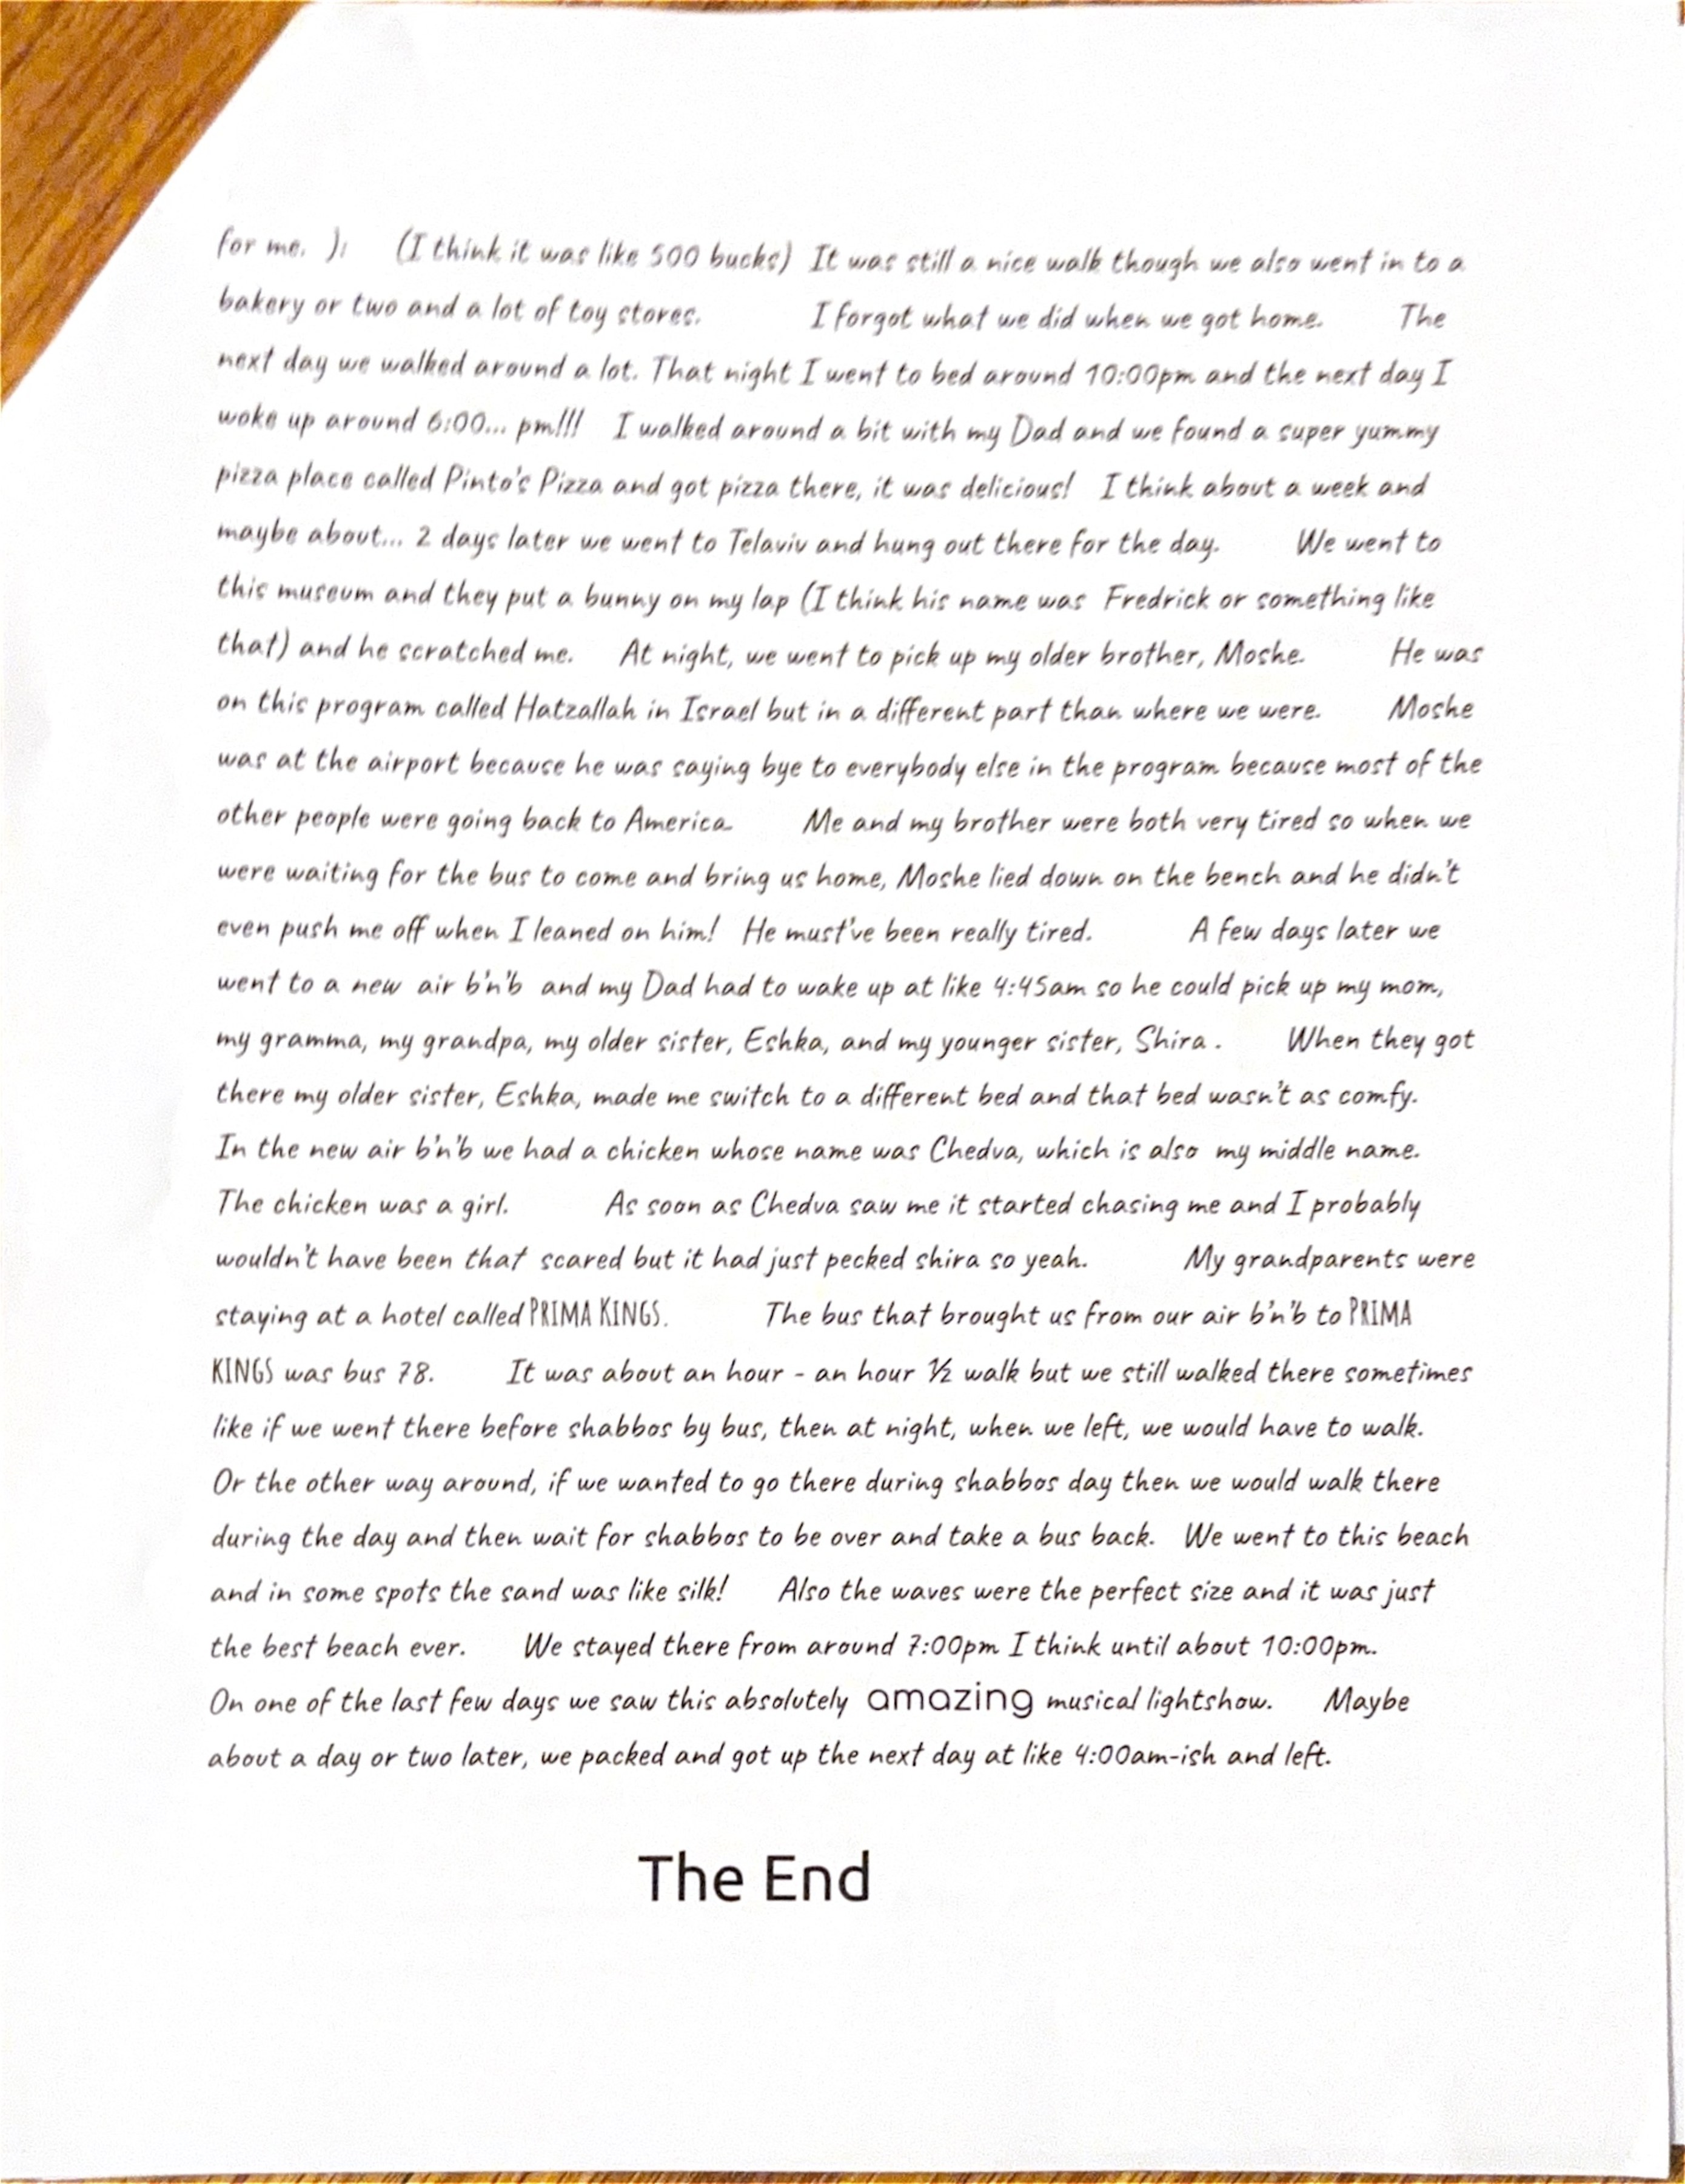 for me. ): (I think it was like 500 bucks) It was still a nice walk though we also went in to a
bakery or two and a lot of toy stores. I forgot what we did when we got home. The
next day we walked around a lot. That night I went to bed around 10:00pm and the next day I
woke up around 6:00... pm!!! I walked around a bit with my Dad and we found a super yummy
pizza place called Pinto's Pizza and got pizza there, it was delicious! I think about a week and
maybe about... 2 days later we went to Telaviv and hung out there for the day. We went to
this museum and they put a bunny on my lap (I think his name was Fredrick or something like
that) and he scratched me. At night, we went to pick up my older brother, Moshe. He was
on this program called Hatzallah in Israel but in a different part than where we were. Moshe
was at the airport because he was saying bye to everybody else in the program because most of the
other people were going back to America. Me and my brother were both very tired so when we
were waiting for the bus to come and bring us home, Moshe lied down on the bench and he didn't
even push me off when I leaned on him! He must've been really tired. A few days later we
went to a new air b'n'b and my Dad had to wake up at like 4:45am so he could pick up my mom,
my gramma, my grandpa, my older sister, Eshka, and my younger sister, Shira . When they got
there my older sister, Eshka, made me switch to a different bed and that bed wasn't as comfy.
In the new air b'n'b we had a chicken whose name was Chedva, which is also my middle name.
The chicken was a girl. As soon as Chedva saw me it started chasing me and I probably
wouldn't have been that scared but it had just pecked shira so yeah. My grandparents were
staying at a hotel called PRIMA KINGS. The bus that brought us from our air b'n'b to PRIMA
KINGS was bus 78. It was about an hour - an hour ½ walk but we still walked there sometimes
like if we went there before shabbos by bus, then at night, when we left, we would have to walk.
Or the other way around, if we wanted to go there during shabbos day then we would walk there
during the day and then wait for shabbos to be over and take a bus back. We went to this beach
and in some spots the sand was like silk! Also the waves were the perfect size and it was just
the best beach ever. We stayed there from around 7:00pm I think until about 10:00pm.
On one of the last few days we saw this absolutely amazing musical lightshow. Maybe
about a day or two later, we packed and got up the next day at like 4:00am-ish and left.
The End